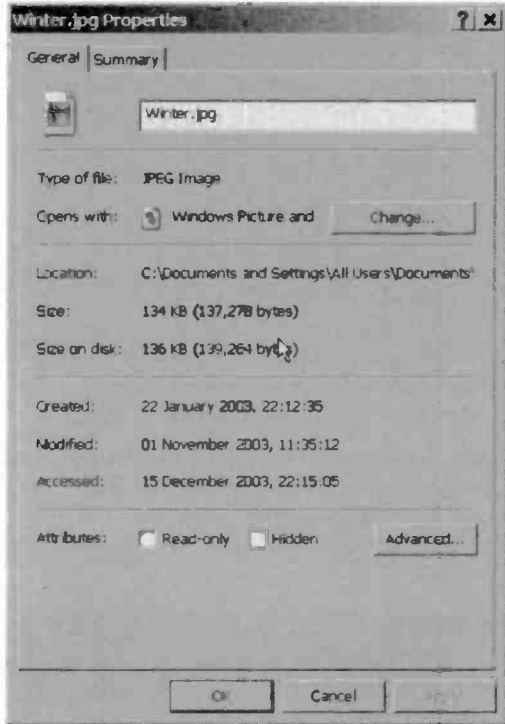 Winter.jpg Properties
General Summary
Winter.jpg
Type of file: JPEG Image
Opens with: Windows Picture and Change...
Location: C:\Documents and Settings\All Users\Documents
Size: 134 KB (137,278 bytes)
Size on disk: 136 KB (139,264 bytes)
Created: 22 January 2003, 22:12:35
Modified: 01 November 2003, 11:35:12
Accessed: 15 December 2003, 22:15:05
Attributes: Read-only Hidden Advanced...
OK Cancel Apply